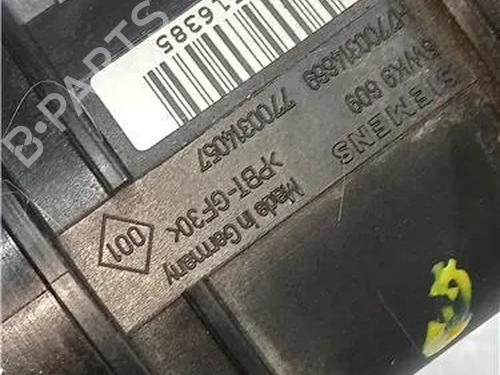 B-PARTS
16385
7700314669 7700314057
SIEMENS
5WK9 609
>PBT-GF30<
Made in Germany
001